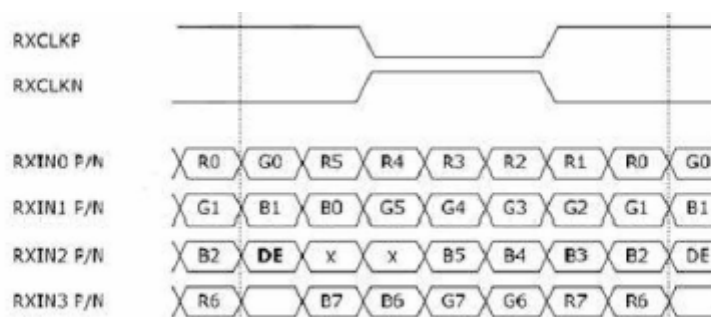 RXCLKP
RXCLKN
RXIN0 P/N R0 G0 R5 R4 R3 R2 R1 R0 G0
RXIN1 P/N G1 B1 B0 G5 G4 G3 G2 G1 B1
RXIN2 P/N B2 DE x x B5 B4 B3 B2 DE
RXIN3 P/N R6 B7 B6 G7 G6 R7 R6